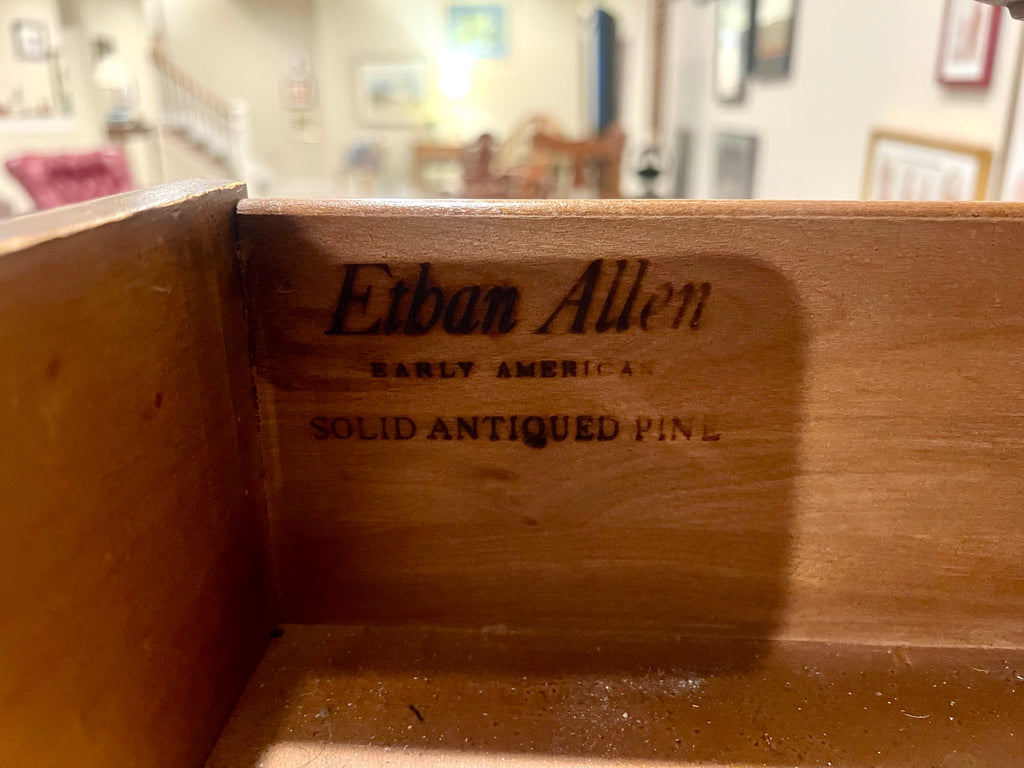 Ethan Allen
EARLY AMERICAN
SOLID ANTIQUED PINE